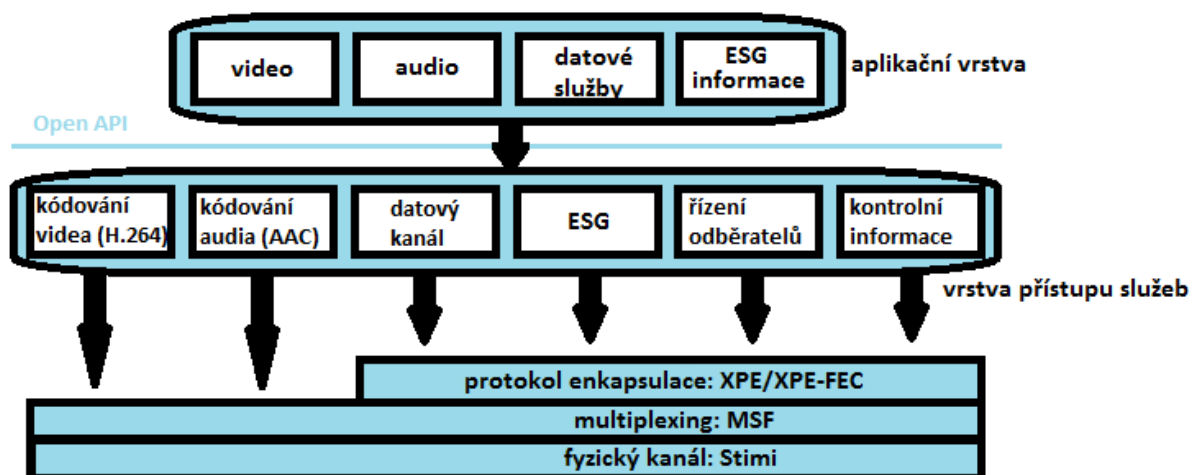 video
audio
datové
služby
ESG
informace
aplikační vrstva
Open API
kódování
videa (H.264)
kódování
audia (AAC)
datový
kanál
ESG
řízení
odběratelů
kontrolní
informace
vrstva přístupu služeb
protokol enkapsulace: XPE/XPE-FEC
multiplexing: MSF
fyzický kanál: Stimi